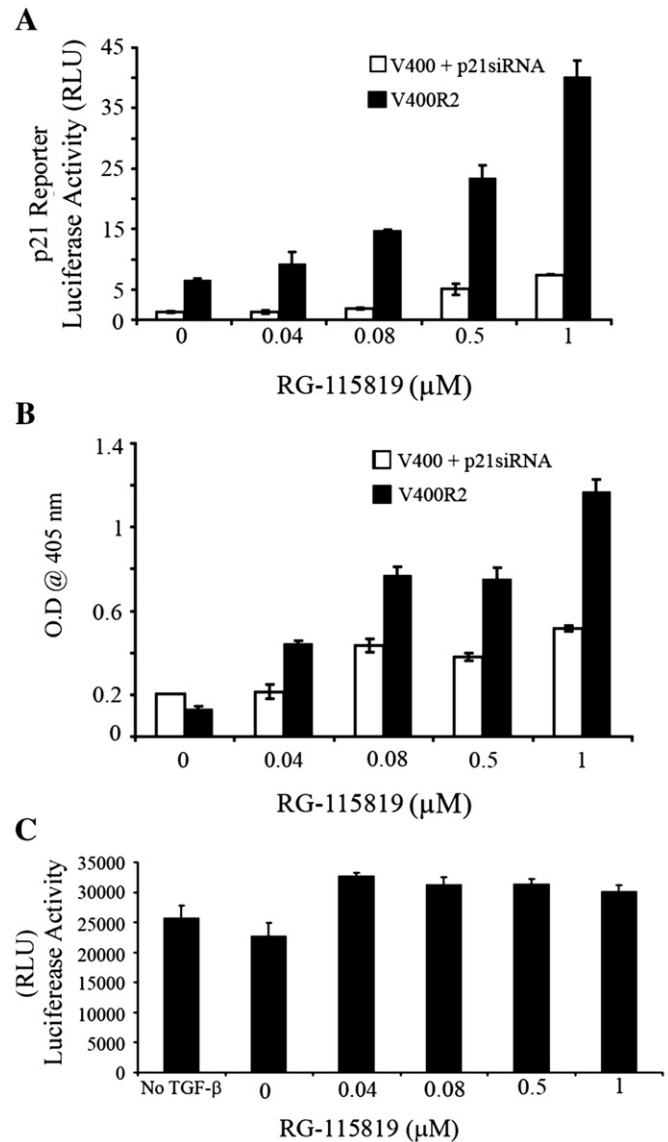 A
p21 Reporter
Luciferase Activity (RLU)
45
35
25
15
5
0
V400 + p21siRNA
V400R2
0 0.04 0.08 0.5 1
RG-115819 (µM)
B
O.D @ 405 nm
1.4
1
0.6
0.2
0
V400 + p21siRNA
V400R2
0 0.04 0.08 0.5 1
RG-115819 (µM)
C
(RLU)
Luciferease Activity
35000
30000
25000
20000
15000
10000
5000
0
No TGF-β 0 0.04 0.08 0.5 1
RG-115819 (µM)